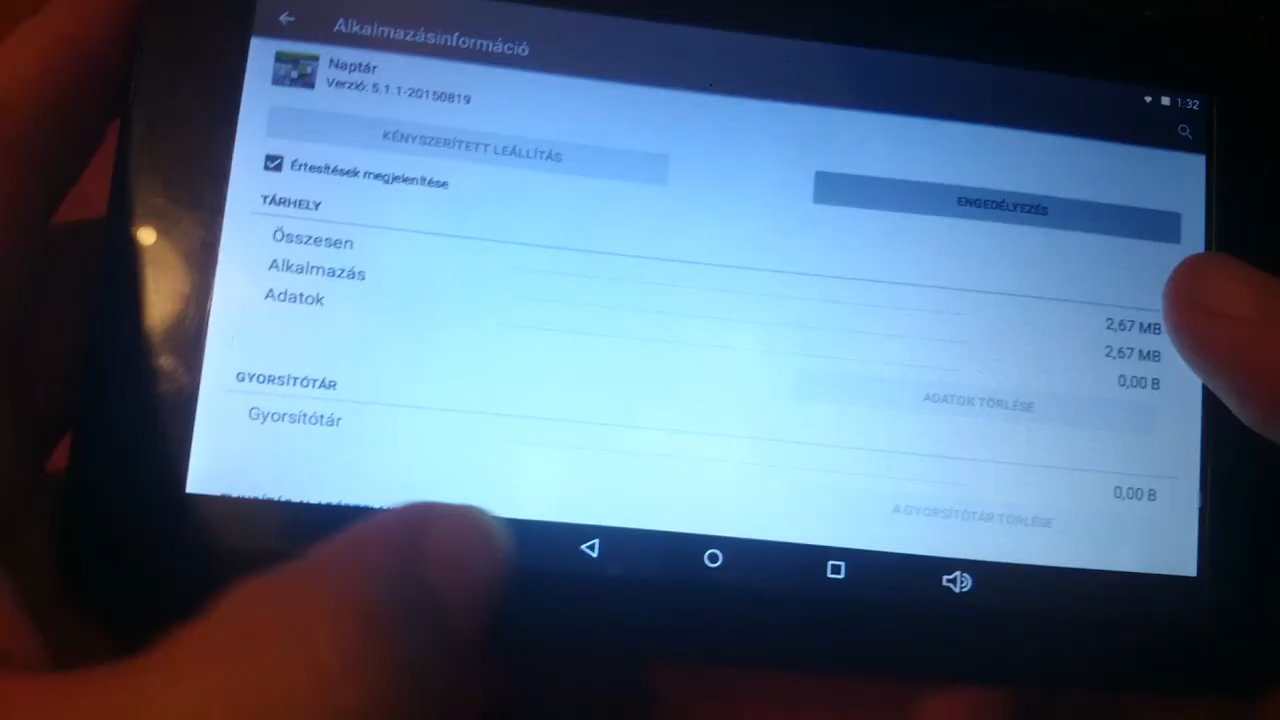 Alkalmazásinformáció
1:32
Naptár
Verzió: 5.1.1-20150819
KÉNYSZERÍTETT LEÁLLÍTÁS
ENGEDÉLYEZÉS
Értesítések megjelenítése
TÁRHELY
Összesen 2,67 MB
Alkalmazás 2,67 MB
Adatok 0,00 B
ADATOK TÖRLÉSE
GYORSÍTÓTÁR
Gyorsítótár 0,00 B
A GYORSÍTÓTÁR TÖRLÉSE